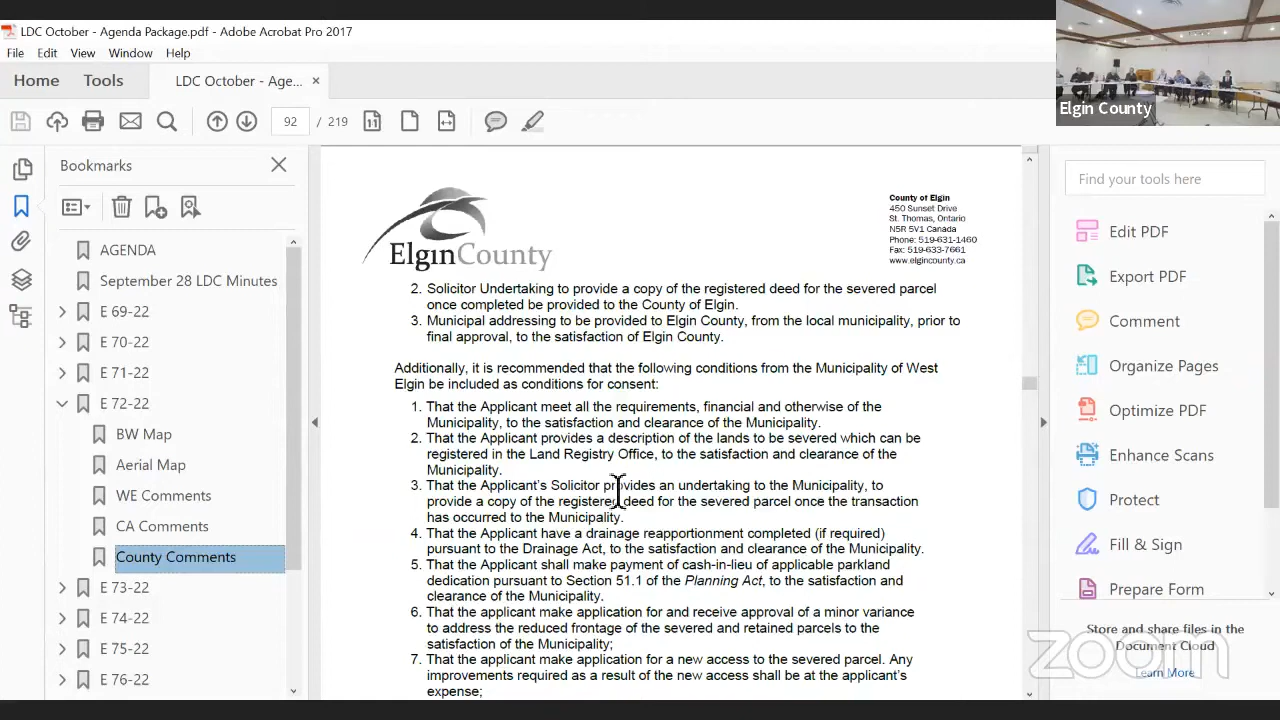 LDC October - Agenda Package.pdf - Adobe Acrobat Pro 2017
File Edit View Window Help
Home Tools LDC October - Age... ×
92 / 219
Elgin County
Bookmarks
AGENDA
September 28 LDC Minutes
E 69-22
E 70-22
E 71-22
E 72-22
BW Map
Aerial Map
WE Comments
CA Comments
County Comments
E 73-22
E 74-22
E 75-22
E 76-22
ElginCounty
County of Elgin
450 Sunset Drive
St. Thomas, Ontario
N5R 5V1 Canada
Phone: 519-631-1460
Fax: 519-633-7661
www.elgincounty.ca
2. Solicitor Undertaking to provide a copy of the registered deed for the severed parcel
once completed be provided to the County of Elgin.
3. Municipal addressing to be provided to Elgin County, from the local municipality, prior to
final approval, to the satisfaction of Elgin County.
Additionally, it is recommended that the following conditions from the Municipality of West
Elgin be included as conditions for consent:
1. That the Applicant meet all the requirements, financial and otherwise of the
Municipality, to the satisfaction and clearance of the Municipality.
2. That the Applicant provides a description of the lands to be severed which can be
registered in the Land Registry Office, to the satisfaction and clearance of the
Municipality.
3. That the Applicant's Solicitor provides an undertaking to the Municipality, to
provide a copy of the registered deed for the severed parcel once the transaction
has occurred to the Municipality.
4. That the Applicant have a drainage reapportionment completed (if required)
pursuant to the Drainage Act, to the satisfaction and clearance of the Municipality.
5. That the Applicant shall make payment of cash-in-lieu of applicable parkland
dedication pursuant to Section 51.1 of the Planning Act, to the satisfaction and
clearance of the Municipality.
6. That the applicant make application for and receive approval of a minor variance
to address the reduced frontage of the severed and retained parcels to the
satisfaction of the Municipality;
7. That the applicant make application for a new access to the severed parcel. Any
improvements required as a result of the new access shall be at the applicant's
expense;
Find your tools here
Edit PDF
Export PDF
Comment
Organize Pages
Optimize PDF
Enhance Scans
Protect
Fill & Sign
Prepare Form
Store and share files in the
Document Cloud
Learn More
zoom